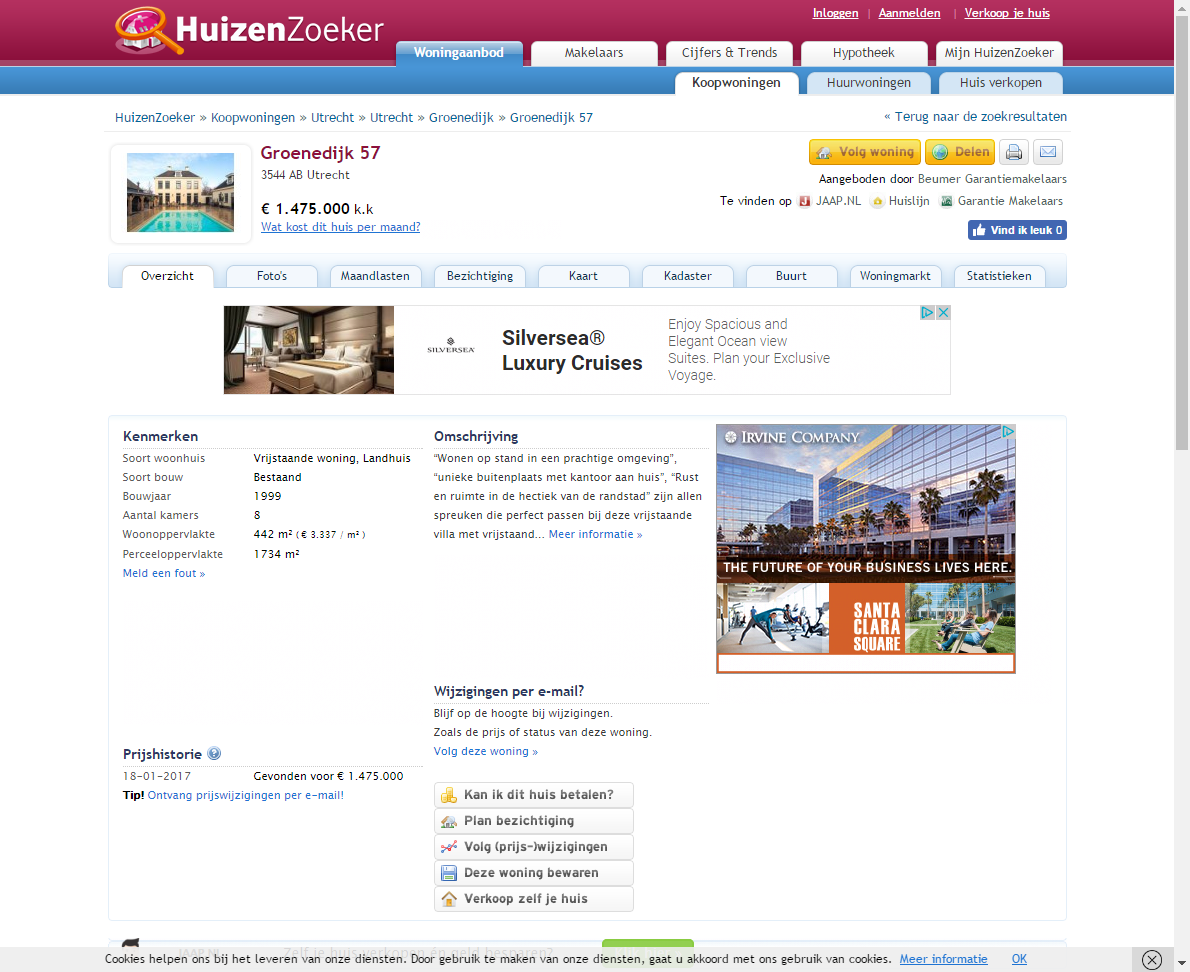 Inloggen | Aanmelden | Verkoop je huis
HuizenZoeker
Woningaanbod
Makelaars
Cijfers & Trends
Hypotheek
Mijn HuizenZoeker
Koopwoningen
Huurwoningen
Huis verkopen
HuizenZoeker » Koopwoningen » Utrecht » Utrecht » Groenedijk » Groenedijk 57
« Terug naar de zoekresultaten
Groenedijk 57
3544 AB Utrecht
€ 1.475.000 k.k
Wat kost dit huis per maand?
Volg woning
Delen
Aangeboden door Beumer Garantiemakelaars
Te vinden op JAAP.NL Huislijn Garantie Makelaars
Vind ik leuk 0
Overzicht
Foto's
Maandlasten
Bezichtiging
Kaart
Kadaster
Buurt
Woningmarkt
Statistieken
SILVERSEA
Silversea®
Luxury Cruises
Enjoy Spacious and
Elegant Ocean view
Suites. Plan your Exclusive
Voyage.
Kenmerken
Soort woonhuis Vrijstaande woning, Landhuis
Soort bouw Bestaand
Bouwjaar 1999
Aantal kamers 8
Woonoppervlakte 442 m² ( € 3.337 / m² )
Perceeloppervlakte 1734 m²
Meld een fout »
Omschrijving
“Wonen op stand in een prachtige omgeving”,
“unieke buitenplaats met kantoor aan huis”, “Rust
en ruimte in de hectiek van de randstad” zijn allen
spreuken die perfect passen bij deze vrijstaande
villa met vrijstaand... Meer informatie »
IRVINE COMPANY
THE FUTURE OF YOUR BUSINESS LIVES HERE.
SANTA
CLARA
SQUARE
Wijzigingen per e-mail?
Blijf op de hoogte bij wijzigingen.
Zoals de prijs of status van deze woning.
Volg deze woning »
Prijshistorie ?
18-01-2017 Gevonden voor € 1.475.000
Tip! Ontvang prijswijzigingen per e-mail!
Kan ik dit huis betalen?
Plan bezichtiging
Volg (prijs-)wijzigingen
Deze woning bewaren
Verkoop zelf je huis
JAAP.NL
Zelf je huis verkopen én geld besparen?
Cookies helpen ons bij het leveren van onze diensten. Door gebruik te maken van onze diensten, gaat u akkoord met ons gebruik van cookies. Meer informatie OK